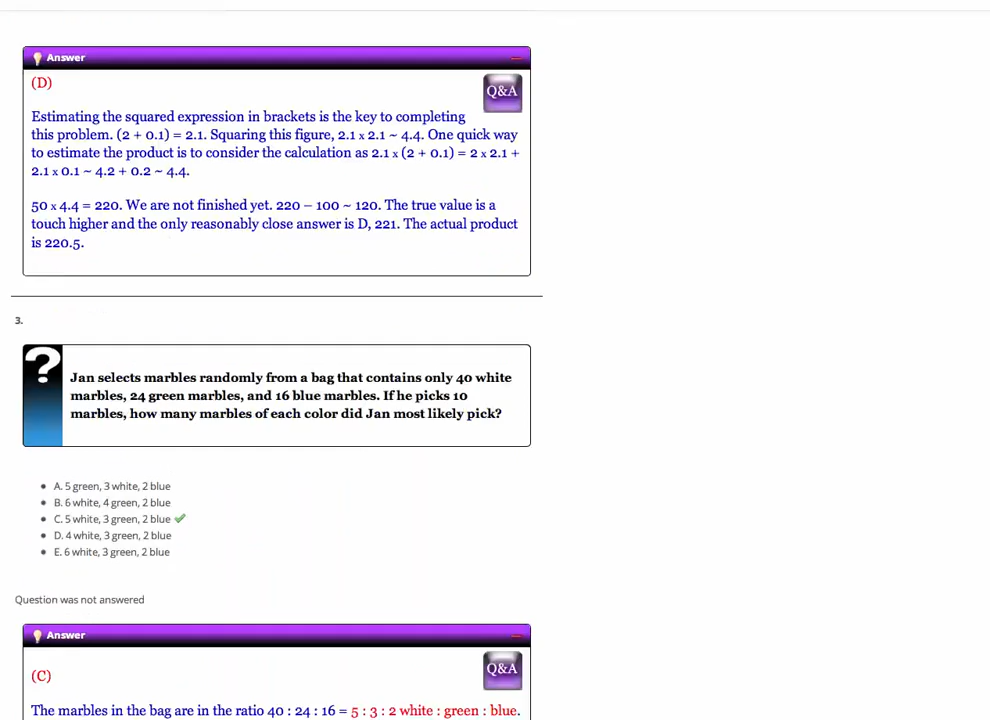 Answer
(D)
Q&A
Estimating the squared expression in brackets is the key to completing
this problem. (2 + 0.1) = 2.1. Squaring this figure, 2.1 x 2.1 ~ 4.4. One quick way
to estimate the product is to consider the calculation as 2.1 x (2 + 0.1) = 2 x 2.1 +
2.1 x 0.1 ~ 4.2 + 0.2 ~ 4.4.
50 x 4.4 = 220. We are not finished yet. 220 – 100 ~ 120. The true value is a
touch higher and the only reasonably close answer is D, 221. The actual product
is 220.5.
3.
?
Jan selects marbles randomly from a bag that contains only 40 white
marbles, 24 green marbles, and 16 blue marbles. If he picks 10
marbles, how many marbles of each color did Jan most likely pick?
• A. 5 green, 3 white, 2 blue
• B. 6 white, 4 green, 2 blue
• C. 5 white, 3 green, 2 blue
• D. 4 white, 3 green, 2 blue
• E. 6 white, 3 green, 2 blue
Question was not answered
Answer
(C)
Q&A
The marbles in the bag are in the ratio 40 : 24 : 16 = 5 : 3 : 2 white : green : blue.